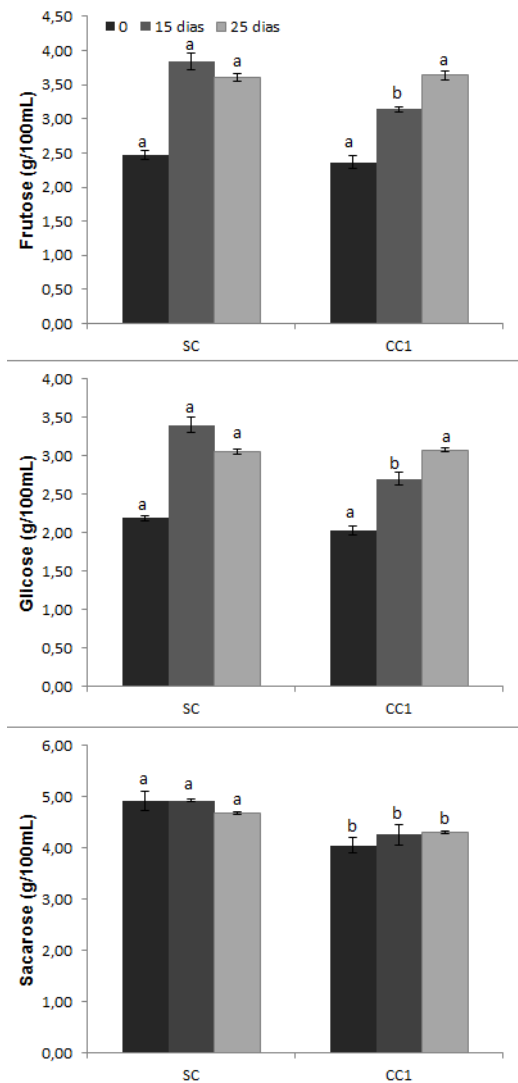 4,50
0 15 dias 25 dias
a
a
4,00
a
3,50
b
3,00
a
a
2,50
2,00
1,50
1,00
0,50
0,00
Frutose (g/100mL)
SC CC1
4,00
a
3,50
a
a
3,00
b
2,50
a
a
2,00
1,50
1,00
0,50
0,00
Glicose (g/100mL)
SC CC1
6,00
a a
a
5,00
b b b
4,00
3,00
2,00
1,00
0,00
Sacarose (g/100mL)
SC CC1